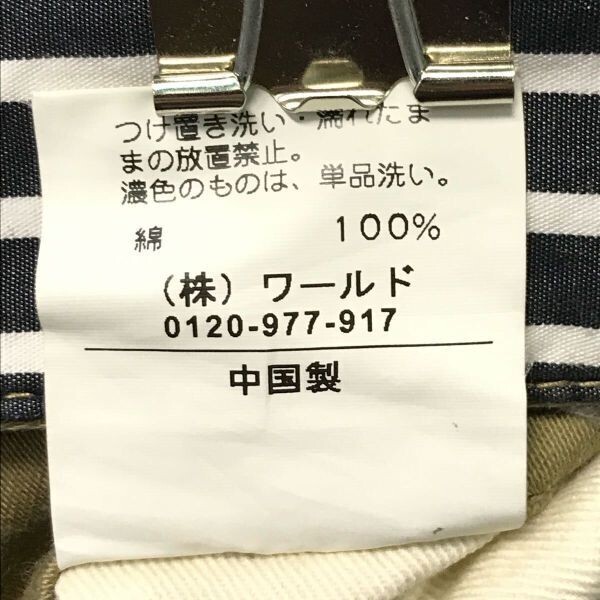 つけ置き洗い・濡れたま
まの放置禁止。
濃色のものは、単品洗い。
綿 100%
（株）ワールド
0120-977-917
中国製